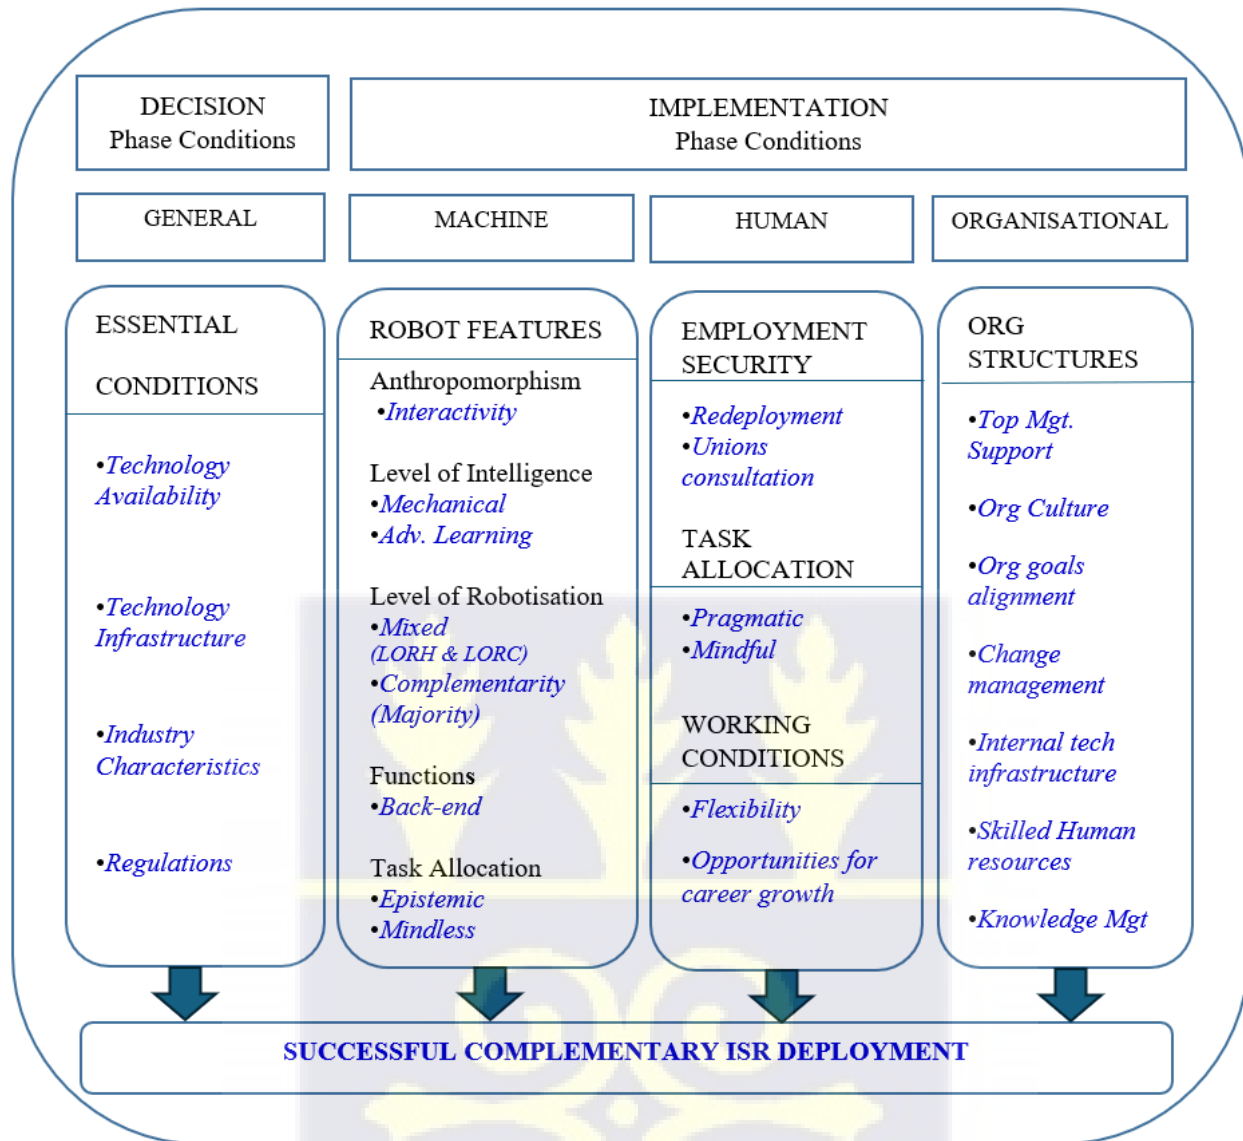 DECISION
Phase Conditions
IMPLEMENTATION
Phase Conditions
GENERAL
MACHINE
HUMAN
ORGANISATIONAL
ESSENTIAL
CONDITIONS
•Technology
Availability
•Technology
Infrastructure
•Industry
Characteristics
•Regulations
ROBOT FEATURES
Anthropomorphism
•Interactivity
Level of Intelligence
•Mechanical
•Adv. Learning
Level of Robotisation
•Mixed
(LORH & LORC)
•Complementarity
(Majority)
Functions
•Back-end
Task Allocation
•Epistemic
•Mindless
EMPLOYMENT
SECURITY
•Redeployment
•Unions
consultation
TASK
ALLOCATION
•Pragmatic
•Mindful
WORKING
CONDITIONS
•Flexibility
•Opportunities for
career growth
ORG
STRUCTURES
•Top Mgt.
Support
•Org Culture
•Org goals
alignment
•Change
management
•Internal tech
infrastructure
•Skilled Human
resources
•Knowledge Mgt
SUCCESSFUL COMPLEMENTARY ISR DEPLOYMENT